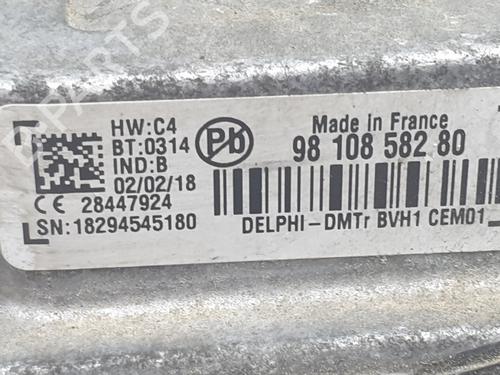 HW:C4
BT:0314
IND:B
02/02/18
CE 28447924
SN:18294545180
Pb
Made in France
98 108 582 80
DELPHI-DMTr BVH1 CEM01